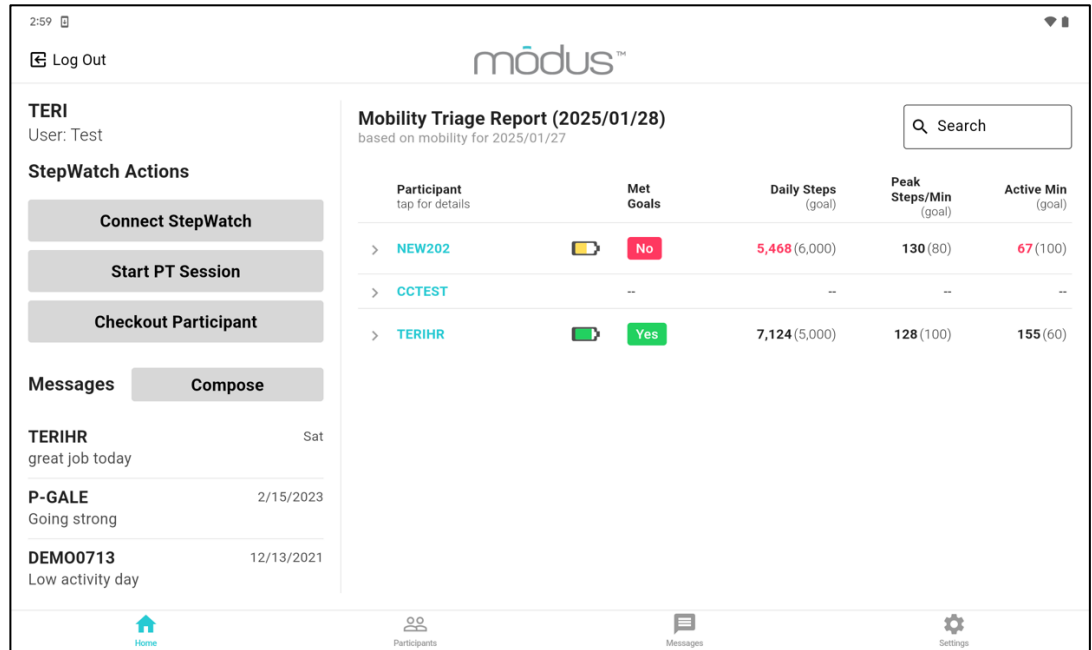 2:59
Log Out
mōdus™
TERI
User: Test
StepWatch Actions
Connect StepWatch
Start PT Session
Checkout Participant
Messages
Compose
TERIHR Sat
great job today
P-GALE 2/15/2023
Going strong
DEMO0713 12/13/2021
Low activity day
Mobility Triage Report (2025/01/28)
based on mobility for 2025/01/27
Search
Participant
tap for details
Met
Goals
Daily Steps
(goal)
Peak
Steps/Min
(goal)
Active Min
(goal)
NEW202 No 5,468 (6,000) 130 (80) 67 (100)
CCTEST -- -- -- --
TERIHR Yes 7,124 (5,000) 128 (100) 155 (60)
Home Participants Messages Settings